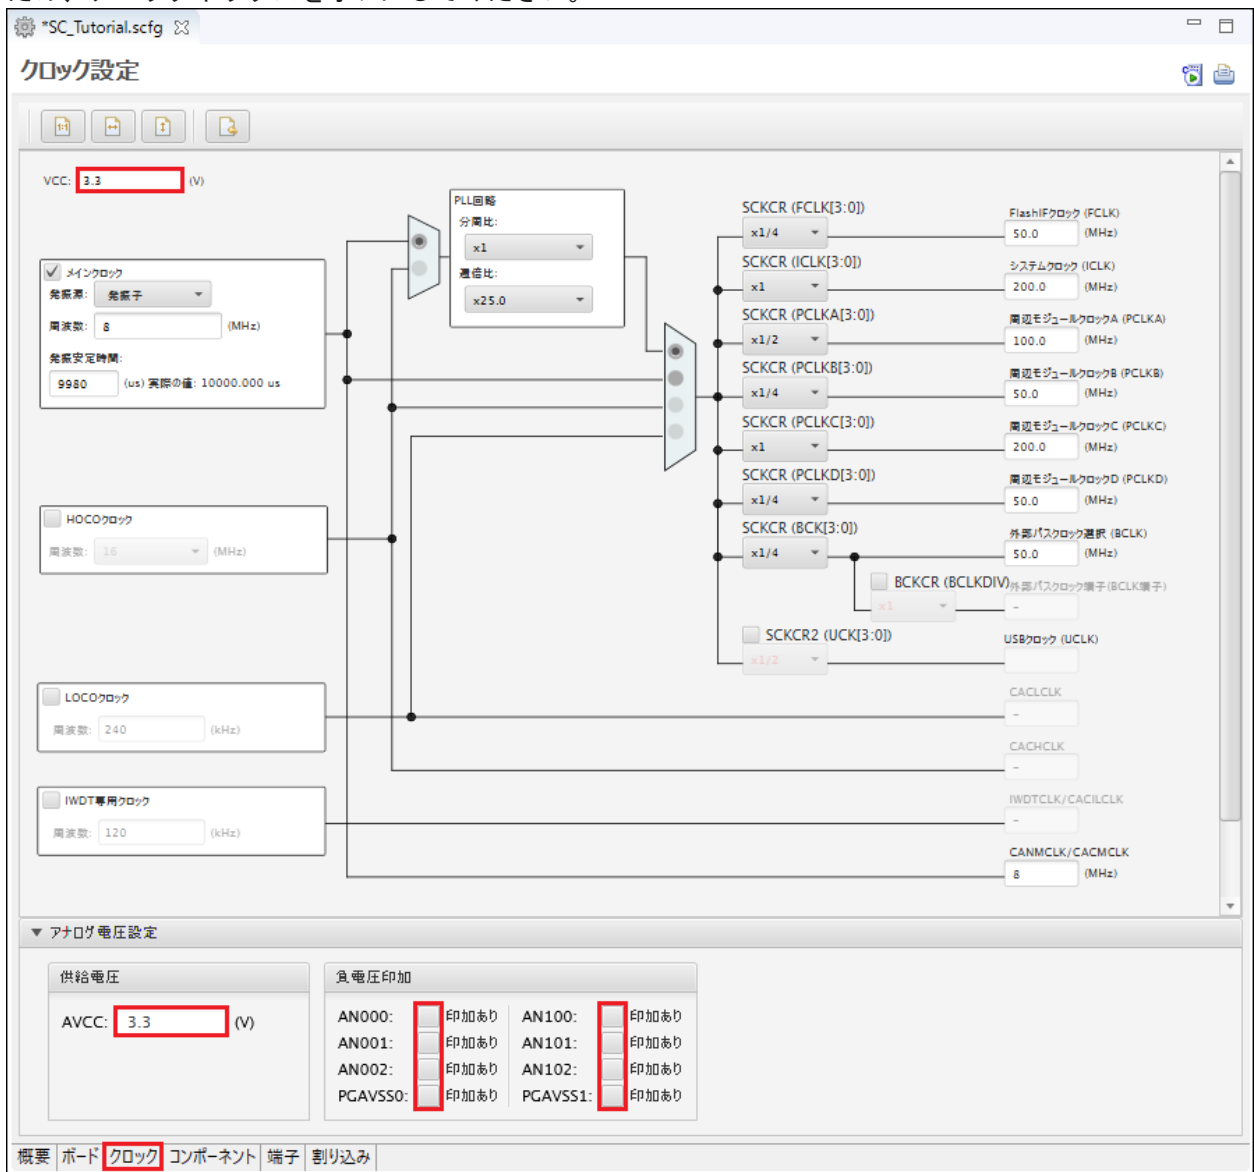 *SC_Tutorial.scfg
クロック設定
VCC: 3.3 (V)
PLL回路
分周比:
x1
逓倍比:
x25.0
メインクロック
発振源: 発振子
周波数: 8 (MHz)
発振安定時間:
9980 (us) 実際の値: 10000.000 us
HOCOクロック
周波数: 16 (MHz)
LOCOクロック
周波数: 240 (kHz)
IWDT専用クロック
周波数: 120 (kHz)
SCKCR (FCLK[3:0])
x1/4
FlashIFクロック (FCLK)
50.0 (MHz)
SCKCR (ICLK[3:0])
x1
システムクロック (ICLK)
200.0 (MHz)
SCKCR (PCLKA[3:0])
x1/2
周辺モジュールクロックA (PCLKA)
100.0 (MHz)
SCKCR (PCLKB[3:0])
x1/4
周辺モジュールクロックB (PCLKB)
50.0 (MHz)
SCKCR (PCLKC[3:0])
x1
周辺モジュールクロックC (PCLKC)
200.0 (MHz)
SCKCR (PCLKD[3:0])
x1/4
周辺モジュールクロックD (PCLKD)
50.0 (MHz)
SCKCR (BCK[3:0])
x1/4
外部バスクロック選択 (BCLK)
50.0 (MHz)
BCKCR (BCLKDIV)
x1
外部バスクロック端子(BCLK端子)
-
SCKCR2 (UCK[3:0])
x1/2
USBクロック (UCLK)
CACLCLK
-
CACHCLK
-
IWDTCLK/CACILCLK
-
CANMCLK/CACMCLK
8 (MHz)
アナログ電圧設定
供給電圧
AVCC: 3.3 (V)
負電圧印加
AN000: 印加あり AN100: 印加あり
AN001: 印加あり AN101: 印加あり
AN002: 印加あり AN102: 印加あり
PGAVSS0: 印加あり PGAVSS1: 印加あり
概要 ボード クロック コンポーネント 端子 割り込み